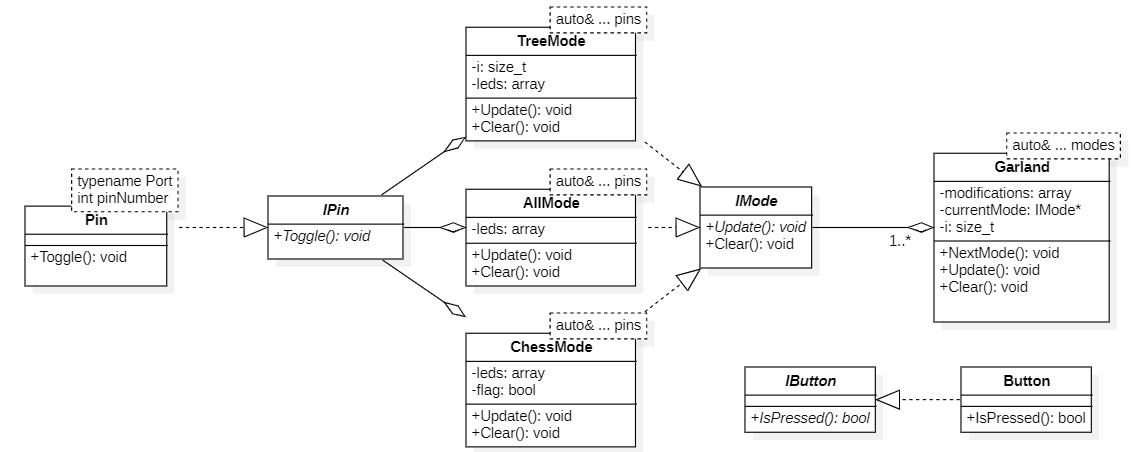 auto& ... pins
TreeMode
-i: size_t
-leds: array
+Update(): void
+Clear(): void
typename Port
int pinNumber
Pin
+Toggle(): void
IPin
+Toggle(): void
auto& ... pins
AllMode
-leds: array
+Update(): void
+Clear(): void
auto& ... pins
ChessMode
-leds: array
-flag: bool
+Update(): void
+Clear(): void
IMode
+Update(): void
+Clear(): void
1..*
auto& ... modes
Garland
-modifications: array
-currentMode: IMode*
-i: size_t
+NextMode(): void
+Update(): void
+Clear(): void
IButton
+IsPressed(): bool
Button
+IsPressed(): bool